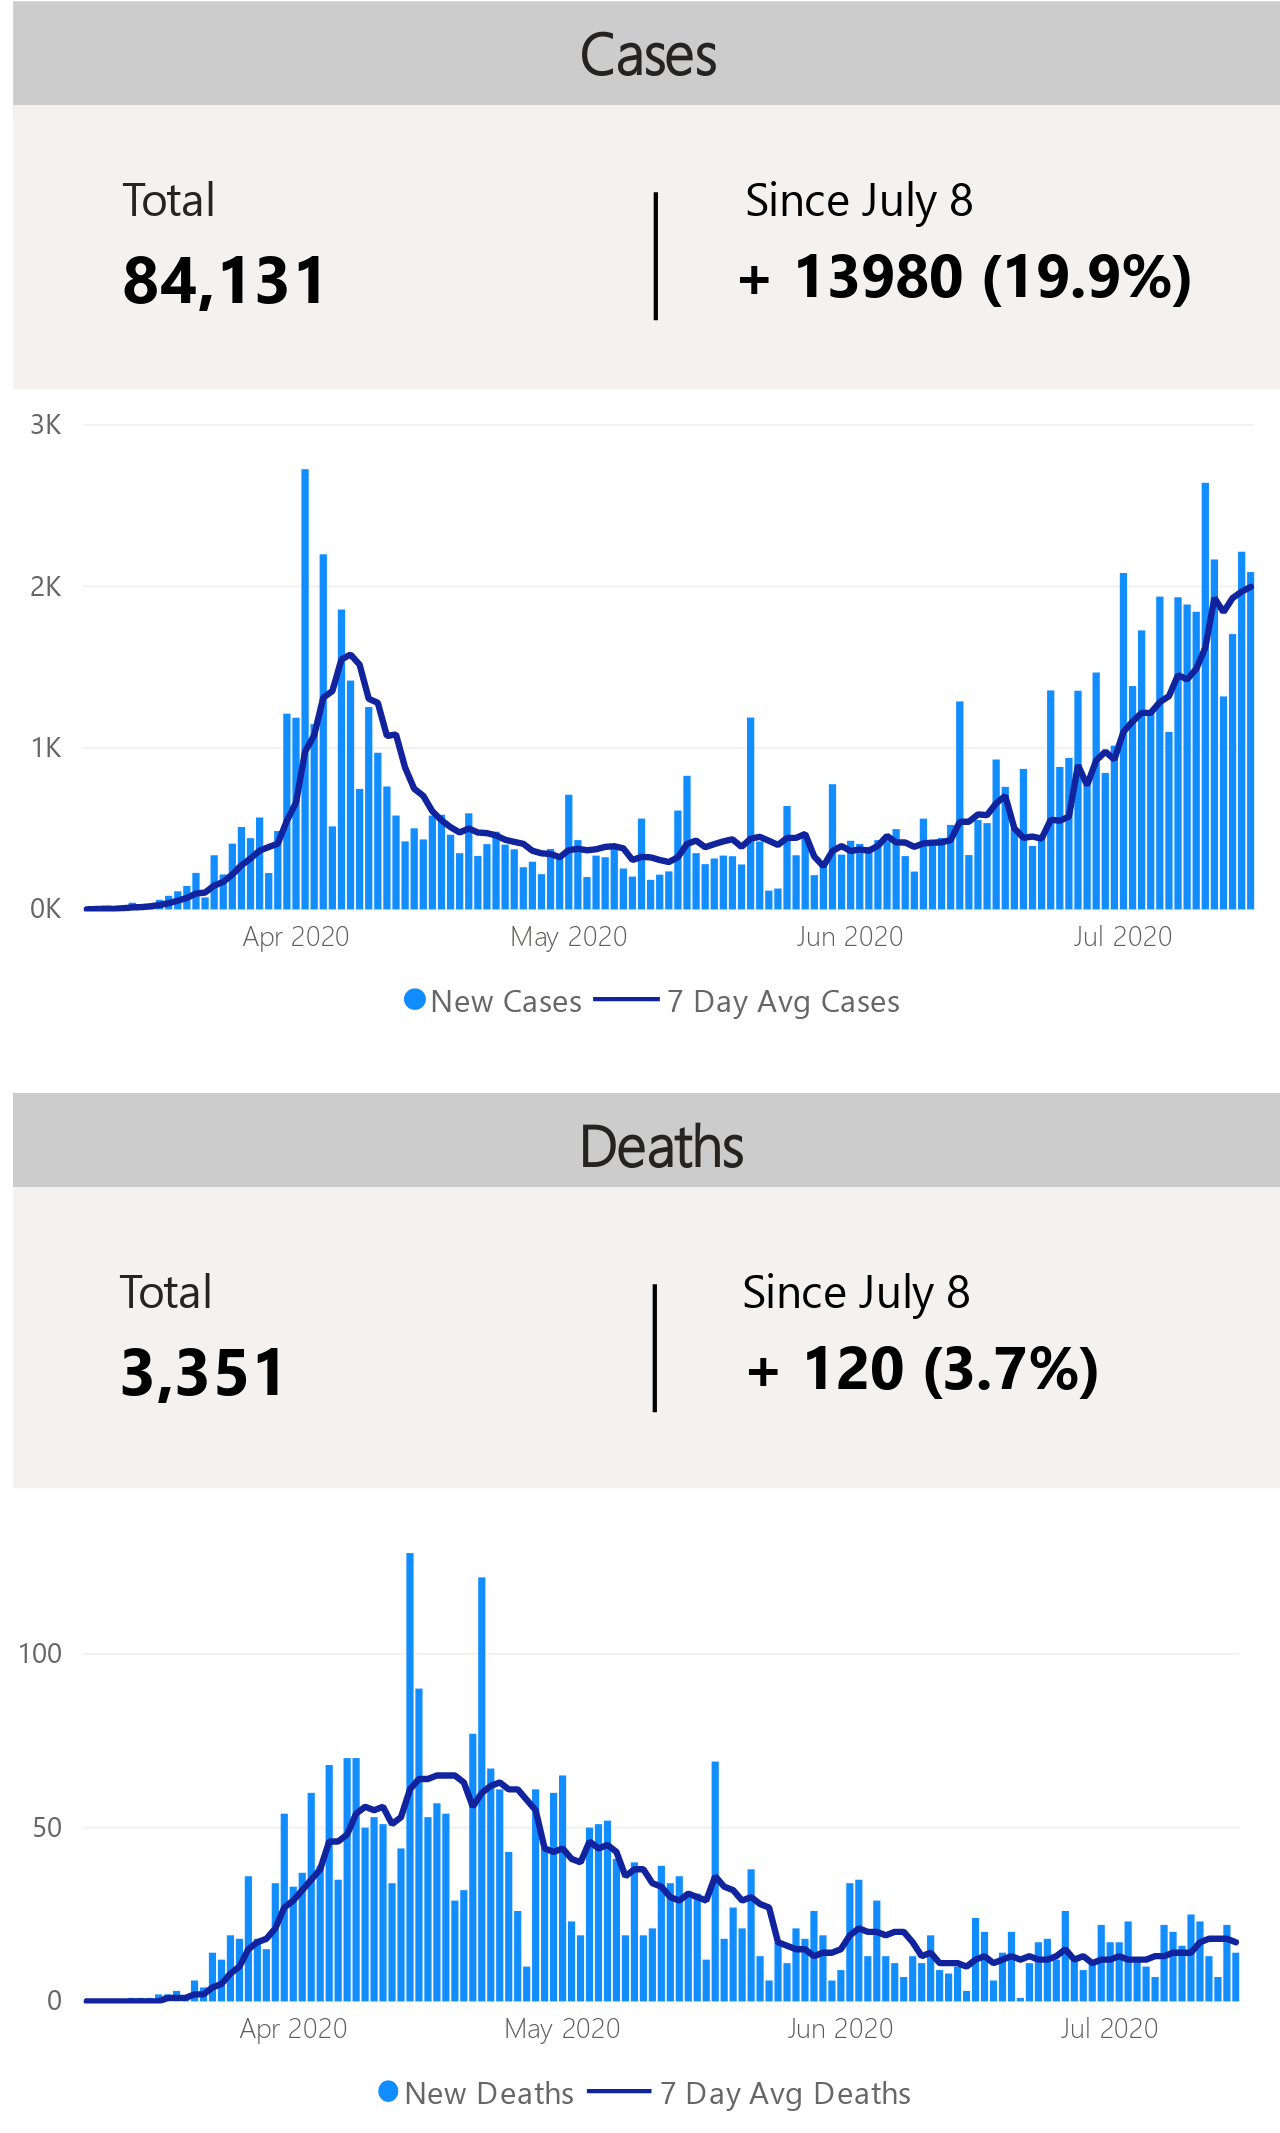 Cases
Total
Since July 8
84,131
+ 13980 (19.9%)
3K
2K
1K
0K
Apr 2020
May 2020
Jun 2020
Jul 2020
New Cases
7 Day Avg Cases
Deaths
Total
Since July 8
3,351
+ 120 (3.7%)
100
50
0
Apr 2020
May 2020
Jun 2020
Jul 2020
New Deaths
7 Day Avg Deaths